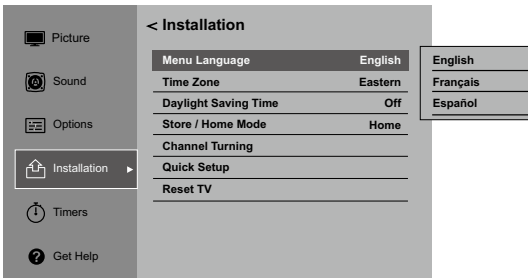 Picture
Sound
Options
Installation
Timers
Get Help
< Installation
Menu Language English
Time Zone Eastern
Daylight Saving Time Off
Store / Home Mode Home
Channel Turning
Quick Setup
Reset TV
English
Français
Español